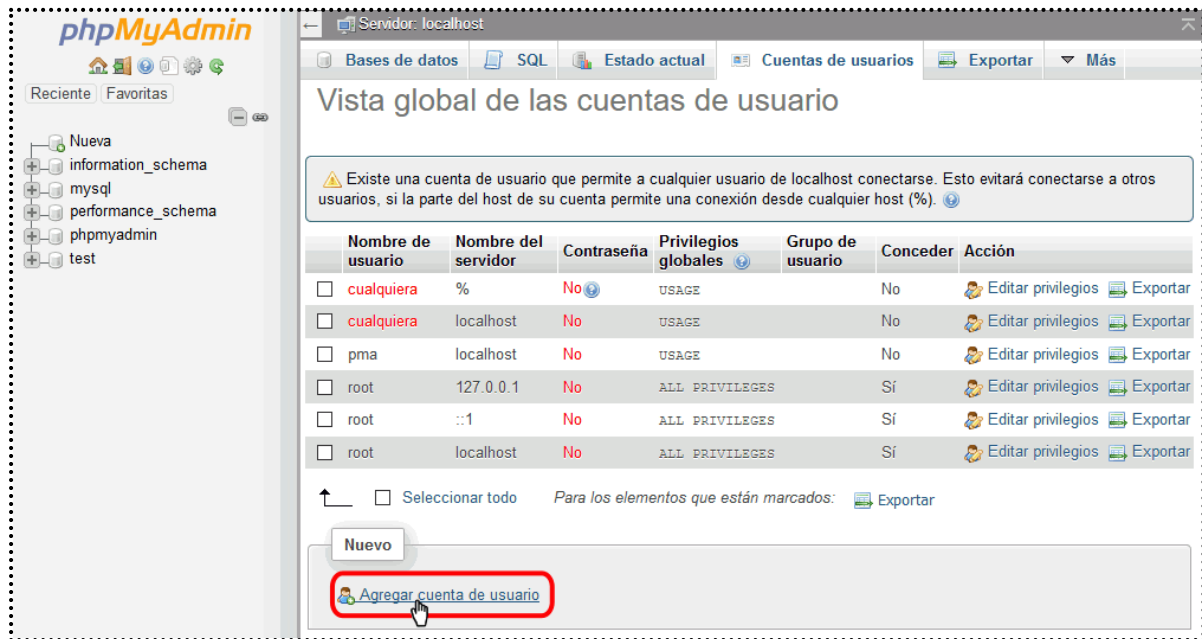 phpMyAdmin
Reciente Favoritas
Nueva
information_schema
mysql
performance_schema
phpmyadmin
test
Servidor: localhost
Bases de datos SQL Estado actual Cuentas de usuarios Exportar Más
Vista global de las cuentas de usuario
Existe una cuenta de usuario que permite a cualquier usuario de localhost conectarse. Esto evitará conectarse a otros
usuarios, si la parte del host de su cuenta permite una conexión desde cualquier host (%).
Nombre de usuario Nombre del servidor Contraseña Privilegios globales Grupo de usuario Conceder Acción
cualquiera % No USAGE No Editar privilegios Exportar
cualquiera localhost No USAGE No Editar privilegios Exportar
pma localhost No USAGE No Editar privilegios Exportar
root 127.0.0.1 No ALL PRIVILEGES Sí Editar privilegios Exportar
root ::1 No ALL PRIVILEGES Sí Editar privilegios Exportar
root localhost No ALL PRIVILEGES Sí Editar privilegios Exportar
Seleccionar todo Para los elementos que están marcados: Exportar
Nuevo
Agregar cuenta de usuario